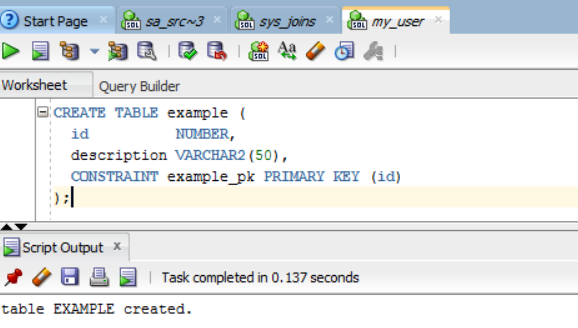 Start Page sa_src~3 sys_joins my_user
Worksheet Query Builder
CREATE TABLE example (
id NUMBER,
description VARCHAR2(50),
CONSTRAINT example_pk PRIMARY KEY (id)
);
Script Output x
Task completed in 0.137 seconds
table EXAMPLE created.